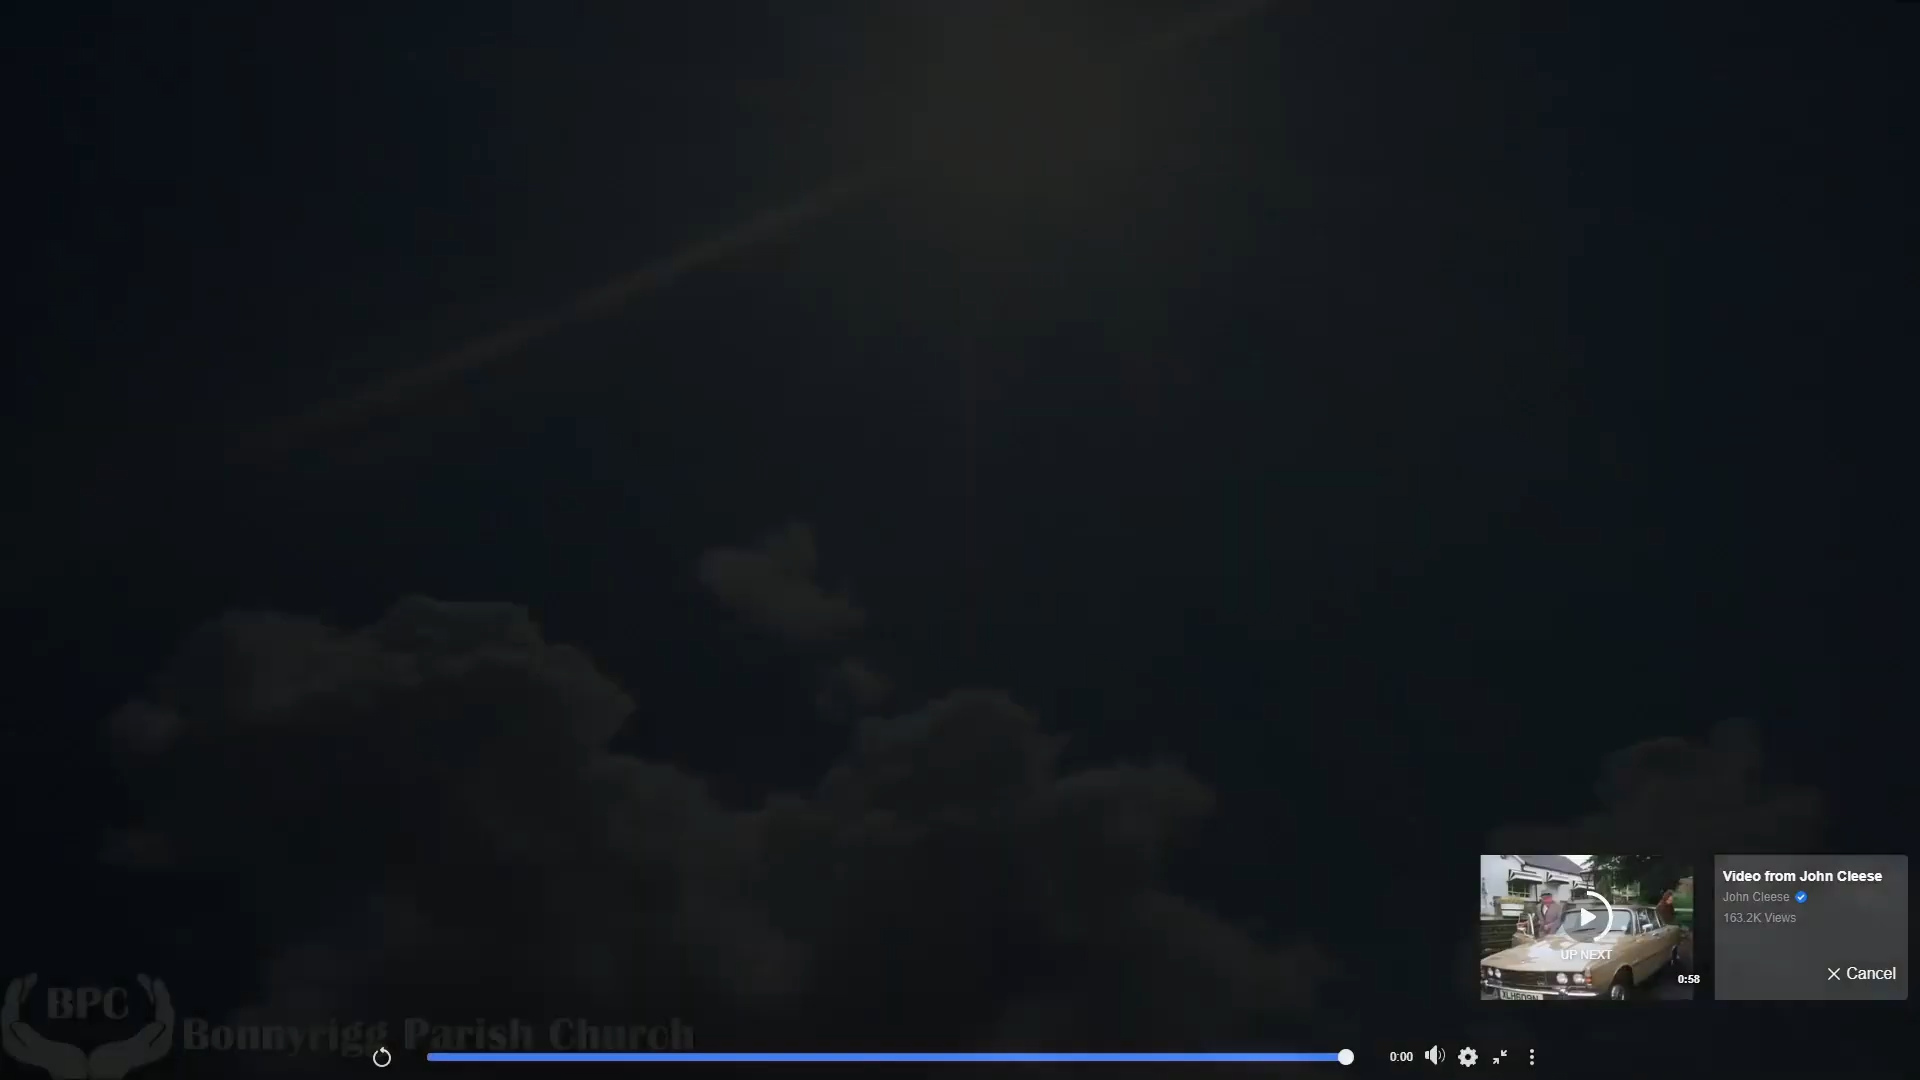 Video from John Cleese
John Cleese
163.2K Views
UP NEXT
0:58
Cancel
BPC
Bonnyrigg Parish Church
0:00